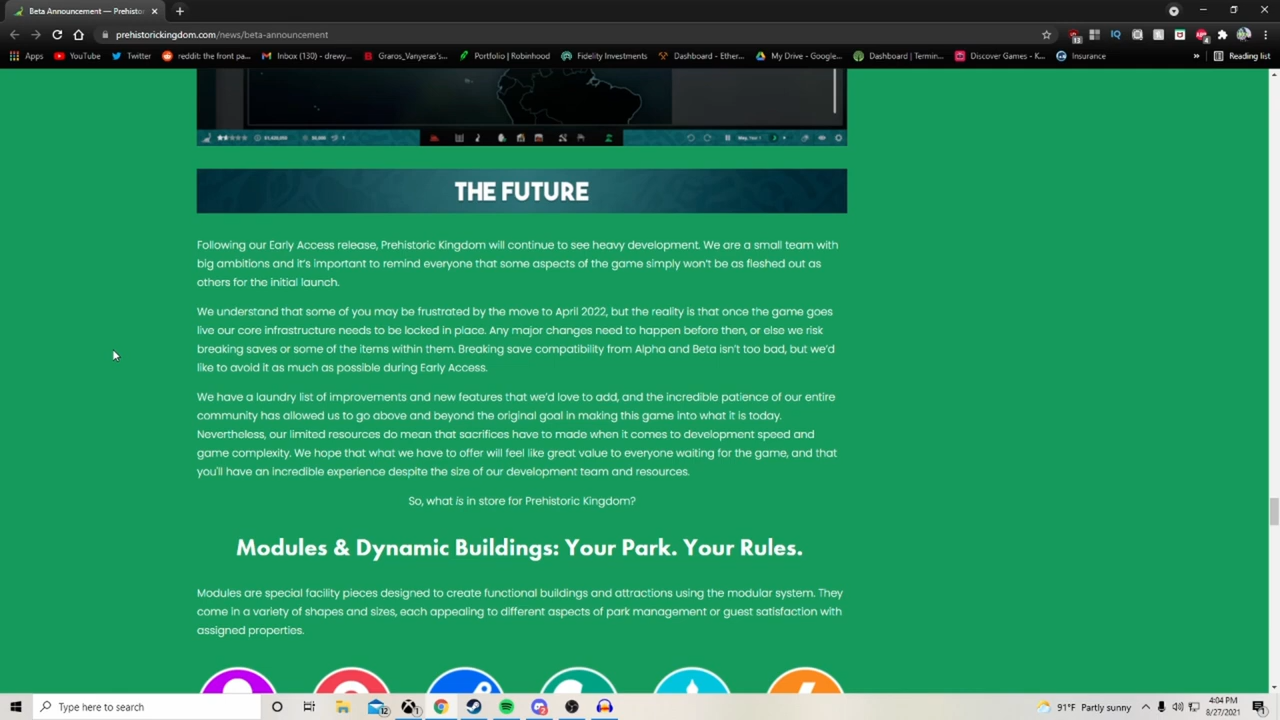 Beta Announcement — Prehistor
prehistorickingdom.com/news/beta-announcement
Apps YouTube Twitter reddit: the front pa... Inbox (130) - drewy... Graros_Vanyeras's... Portfolio | Robinhood Fidelity Investments Dashboard - Ether... My Drive - Google... Dashboard | Termin... Discover Games - K... Insurance » Reading list
THE FUTURE
Following our Early Access release, Prehistoric Kingdom will continue to see heavy development. We are a small team with
big ambitions and it's important to remind everyone that some aspects of the game simply won't be as fleshed out as
others for the initial launch.
We understand that some of you may be frustrated by the move to April 2022, but the reality is that once the game goes
live our core infrastructure needs to be locked in place. Any major changes need to happen before then, or else we risk
breaking saves or some of the items within them. Breaking save compatibility from Alpha and Beta isn't too bad, but we'd
like to avoid it as much as possible during Early Access.
We have a laundry list of improvements and new features that we'd love to add, and the incredible patience of our entire
community has allowed us to go above and beyond the original goal in making this game into what it is today.
Nevertheless, our limited resources do mean that sacrifices have to made when it comes to development speed and
game complexity. We hope that what we have to offer will feel like great value to everyone waiting for the game, and that
you'll have an incredible experience despite the size of our development team and resources.
So, what is in store for Prehistoric Kingdom?
Modules & Dynamic Buildings: Your Park. Your Rules.
Modules are special facility pieces designed to create functional buildings and attractions using the modular system. They
come in a variety of shapes and sizes, each appealing to different aspects of park management or guest satisfaction with
assigned properties.
Type here to search
91°F Partly sunny
4:04 PM
8/27/2021